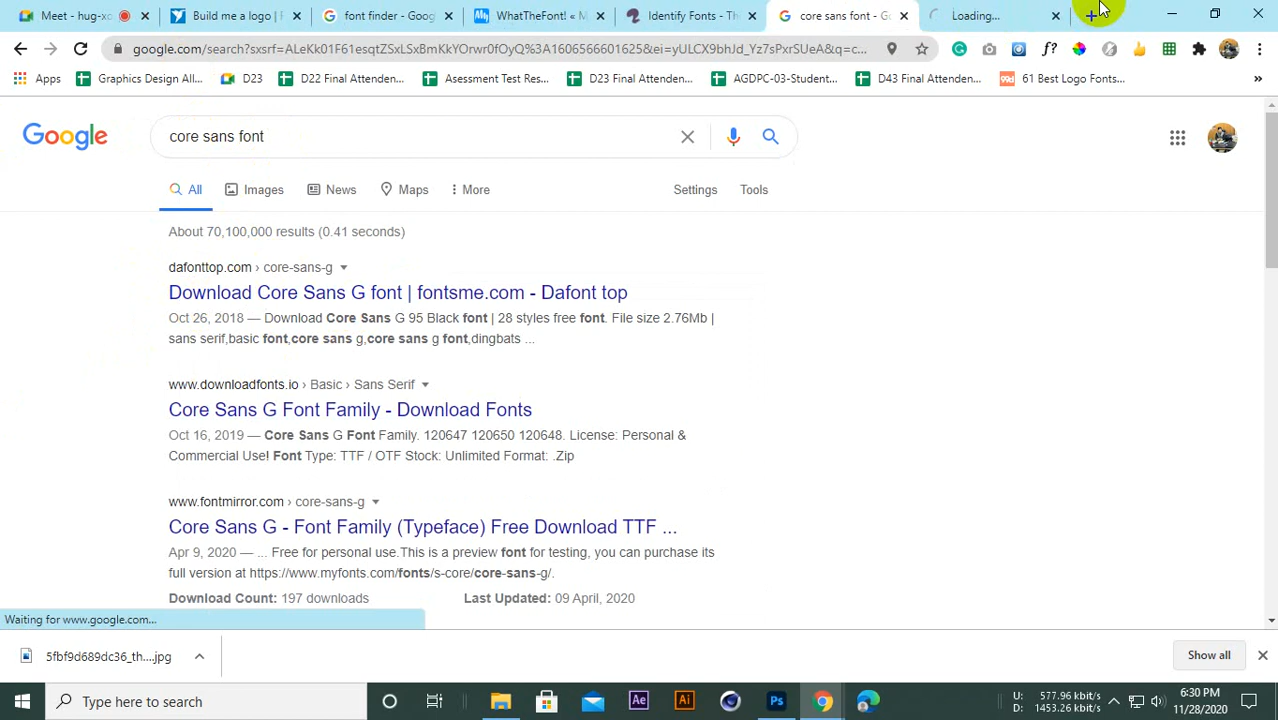 Meet - hug-xo
Build me a logo | F
font finder - Goog
WhatTheFont! « M
Identify Fonts - The
core sans font - Go
Loading...
google.com/search?sxsrf=ALeKk01F61esqtZSxLSxBmKkYOrwf0fOyQ%3A1606566601625&ei=yULCX9bhJd_Yz7sPxrSUeA&q=c...
Apps
Graphics Design All...
D23
D22 Final Attenden...
Asessment Test Res...
D23 Final Attenden...
AGDPC-03-Student...
D43 Final Attenden...
61 Best Logo Fonts...
»
Google
core sans font
All
Images
News
Maps
More
Settings
Tools
About 70,100,000 results (0.41 seconds)
dafonttop.com › core-sans-g
Download Core Sans G font | fontsme.com - Dafont top
Oct 26, 2018 — Download Core Sans G 95 Black font | 28 styles free font. File size 2.76Mb |
sans serif,basic font,core sans g,core sans g font,dingbats ...
www.downloadfonts.io › Basic › Sans Serif
Core Sans G Font Family - Download Fonts
Oct 16, 2019 — Core Sans G Font Family. 120647 120650 120648. License: Personal &
Commercial Use! Font Type: TTF / OTF Stock: Unlimited Format: .Zip
www.fontmirror.com › core-sans-g
Core Sans G - Font Family (Typeface) Free Download TTF ...
Apr 9, 2020 — ... Free for personal use.This is a preview font for testing, you can purchase its
full version at https://www.myfonts.com/fonts/s-core/core-sans-g/.
Download Count: 197 downloads
Last Updated: 09 April, 2020
Waiting for www.google.com...
5fbf9d689dc36_th....jpg
Show all
Type here to search
Ae
Ai
Ps
U: 577.96 kbit/s
D: 1453.26 kbit/s
6:30 PM
11/28/2020